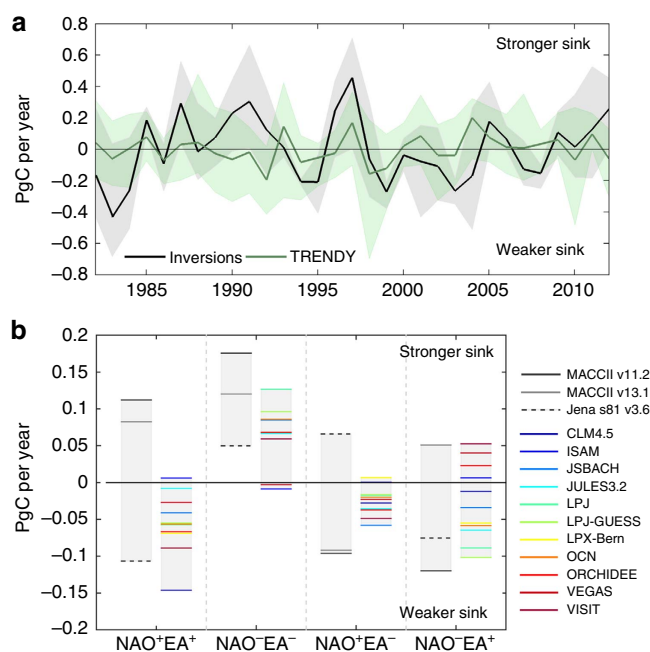 a
0.8
0.6
0.4
0.2
0
−0.2
−0.4
−0.6
−0.8
PgC per year
Stronger sink
Weaker sink
Inversions
TRENDY
1985 1990 1995 2000 2005 2010
b
0.2
0.15
0.1
0.05
0
−0.05
−0.1
−0.15
−0.2
PgC per year
Stronger sink
Weaker sink
NAO⁺EA⁺ NAO⁻EA⁻ NAO⁺EA⁻ NAO⁻EA⁺
MACCII v11.2
MACCII v13.1
Jena s81 v3.6
CLM4.5
ISAM
JSBACH
JULES3.2
LPJ
LPJ-GUESS
LPX-Bern
OCN
ORCHIDEE
VEGAS
VISIT